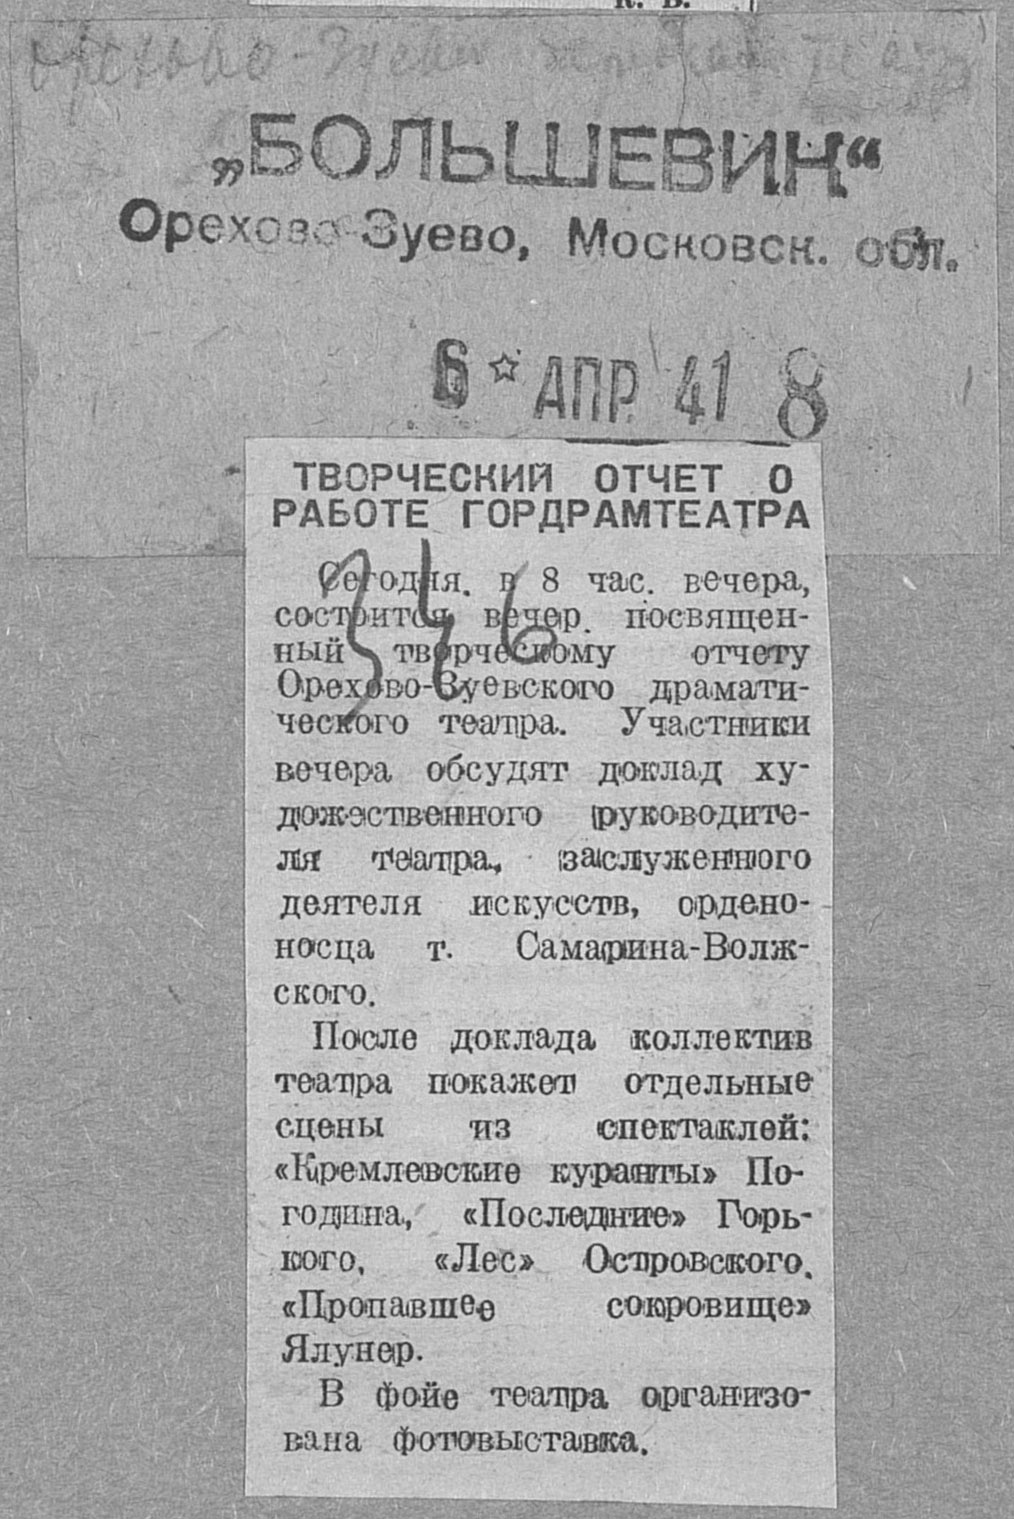 К. В.
Орехово-Зуевск
„БОЛЬШЕВИК“
Орехово-Зуево, Московск. обл.
6 ☆ АПР. 41 8
ТВОРЧЕСКИЙ ОТЧЕТ О
РАБОТЕ ГОРДРАМТЕАТРА
346
Сегодня, в 8 час. вечера,
состоится вечер, посвящен-
ный творческому отчету
Орехово-Зуевского драмати-
ческого театра. Участники
вечера обсудят доклад ху-
дожественного руководите-
ля театра, заслуженного
деятеля искусств, ордено-
носца т. Самарина-Волж-
ского.
После доклада коллектив
театра покажет отдельные
сцены из спектаклей:
«Кремлевские куранты» По-
година, «Последние» Горь-
кого, «Лес» Островского,
«Пропавшее сокровище»
Ялунер.
В фойе театра организо-
вана фотовыставка.